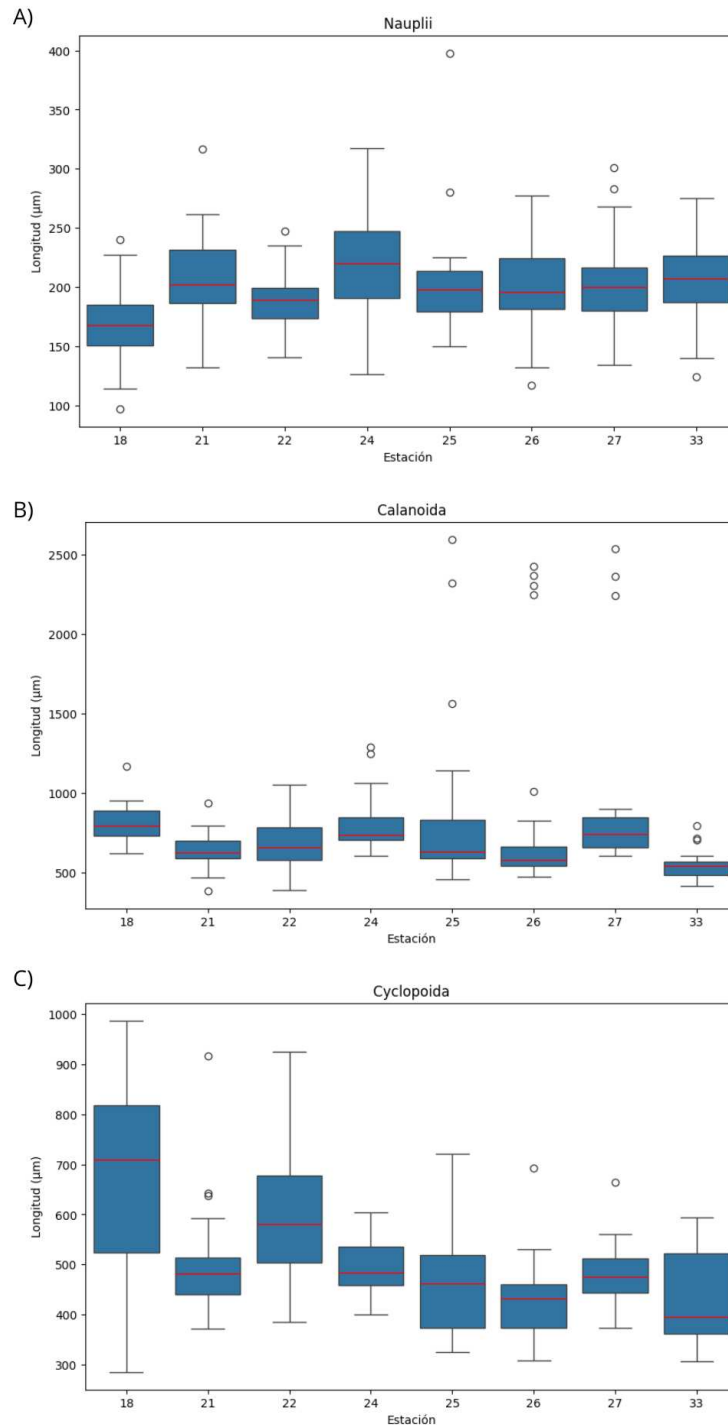 A)
Nauplii
400
350
300
250
200
150
100
Longitud (µm)
18 21 22 24 25 26 27 33
Estación
B)
Calanoida
2500
2000
1500
1000
500
Longitud (µm)
18 21 22 24 25 26 27 33
Estación
C)
Cyclopoida
1000
900
800
700
600
500
400
300
Longitud (µm)
18 21 22 24 25 26 27 33
Estación